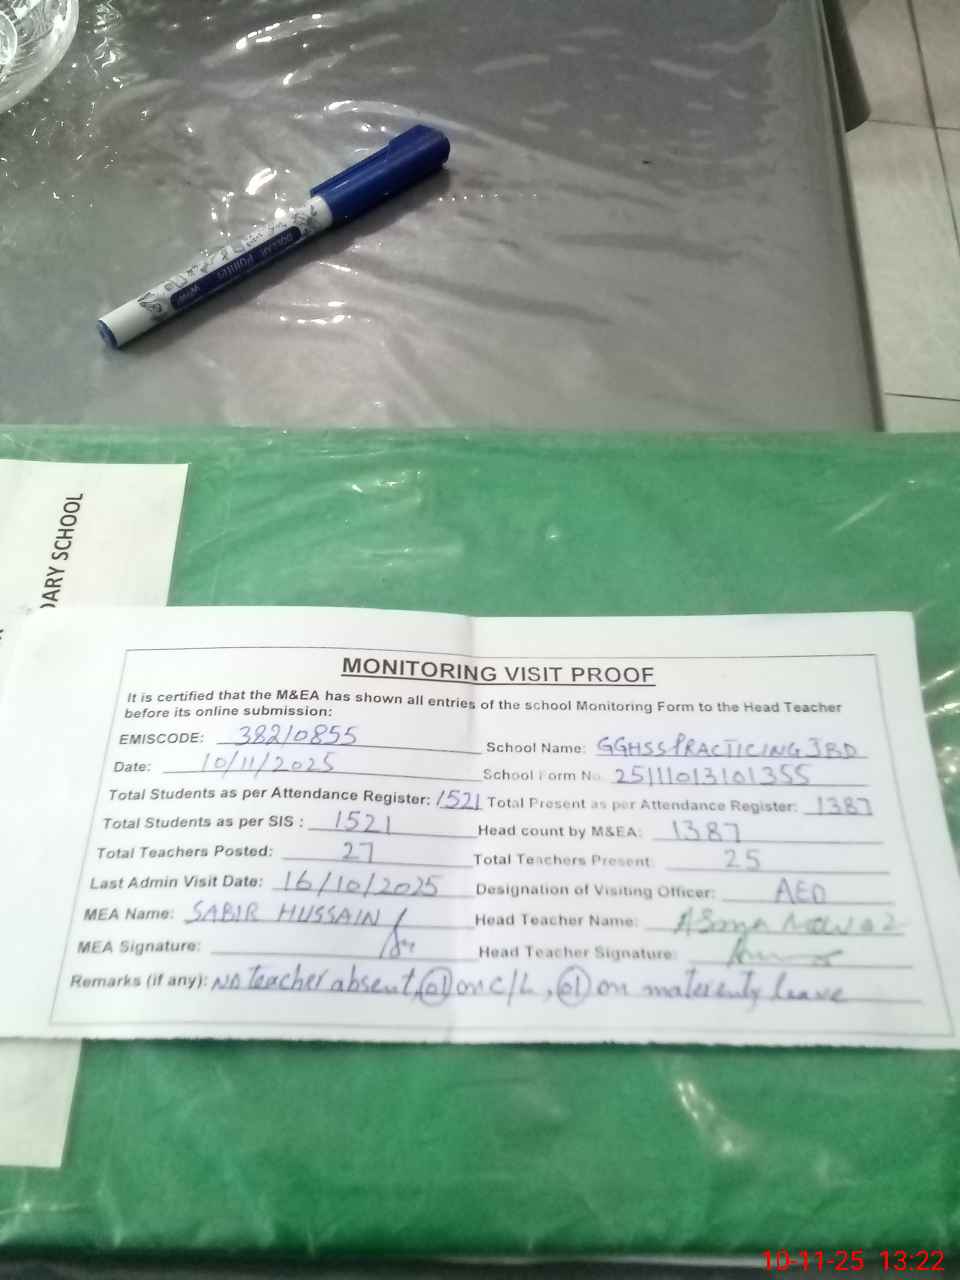 DOLLAR POINTEE
DARY SCHOOL
MONITORING VISIT PROOF
It is certified that the M&EA has shown all entries of the school Monitoring Form to the Head Teacher
before its online submission:
EMISCODE: 38210855 School Name: GGHSS PRACTICING JBD
Date: 10/11/2025 School Form No. 25111013101355
Total Students as per Attendance Register: 1521 Total Present as per Attendance Register: 1387
Total Students as per SIS : 1521 Head count by M&EA: 1387
Total Teachers Posted: 27 Total Teachers Present: 25
Last Admin Visit Date: 16/10/2025 Designation of Visiting Officer: AEO
MEA Name: SABIR HUSSAIN Head Teacher Name: ASma Nawaz
MEA Signature: Head Teacher Signature:
Remarks (if any): No teacher absent, 01 on C/L, 01 on materenty leave
10-11-25 13:22